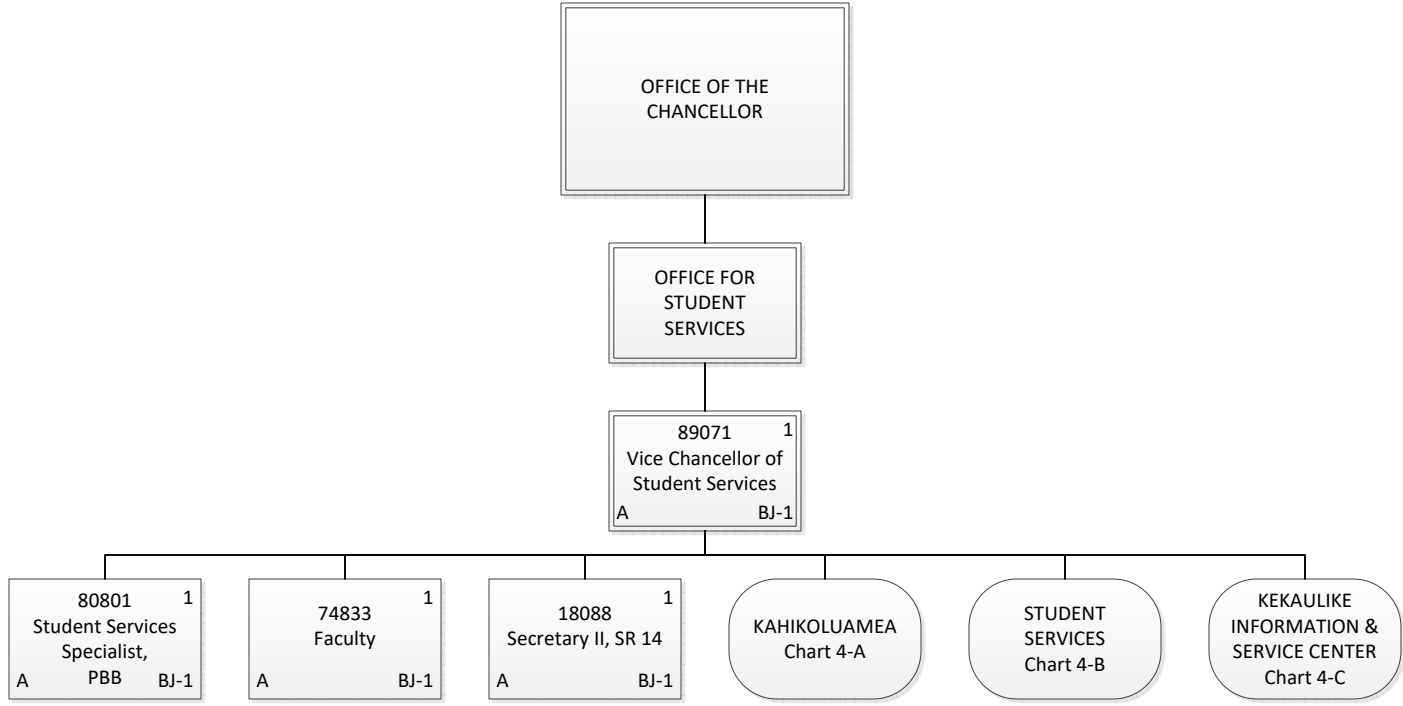 OFFICE OF THE
CHANCELLOR
OFFICE FOR
STUDENT
SERVICES
89071 1
Vice Chancellor of
Student Services
A BJ-1
80801 1
Student Services
Specialist,
PBB
A BJ-1
74833 1
Faculty
A BJ-1
18088 1
Secretary II, SR 14
A BJ-1
KAHIKOLUAMEA
Chart 4-A
STUDENT
SERVICES
Chart 4-B
KEKAULIKE
INFORMATION &
SERVICE CENTER
Chart 4-C